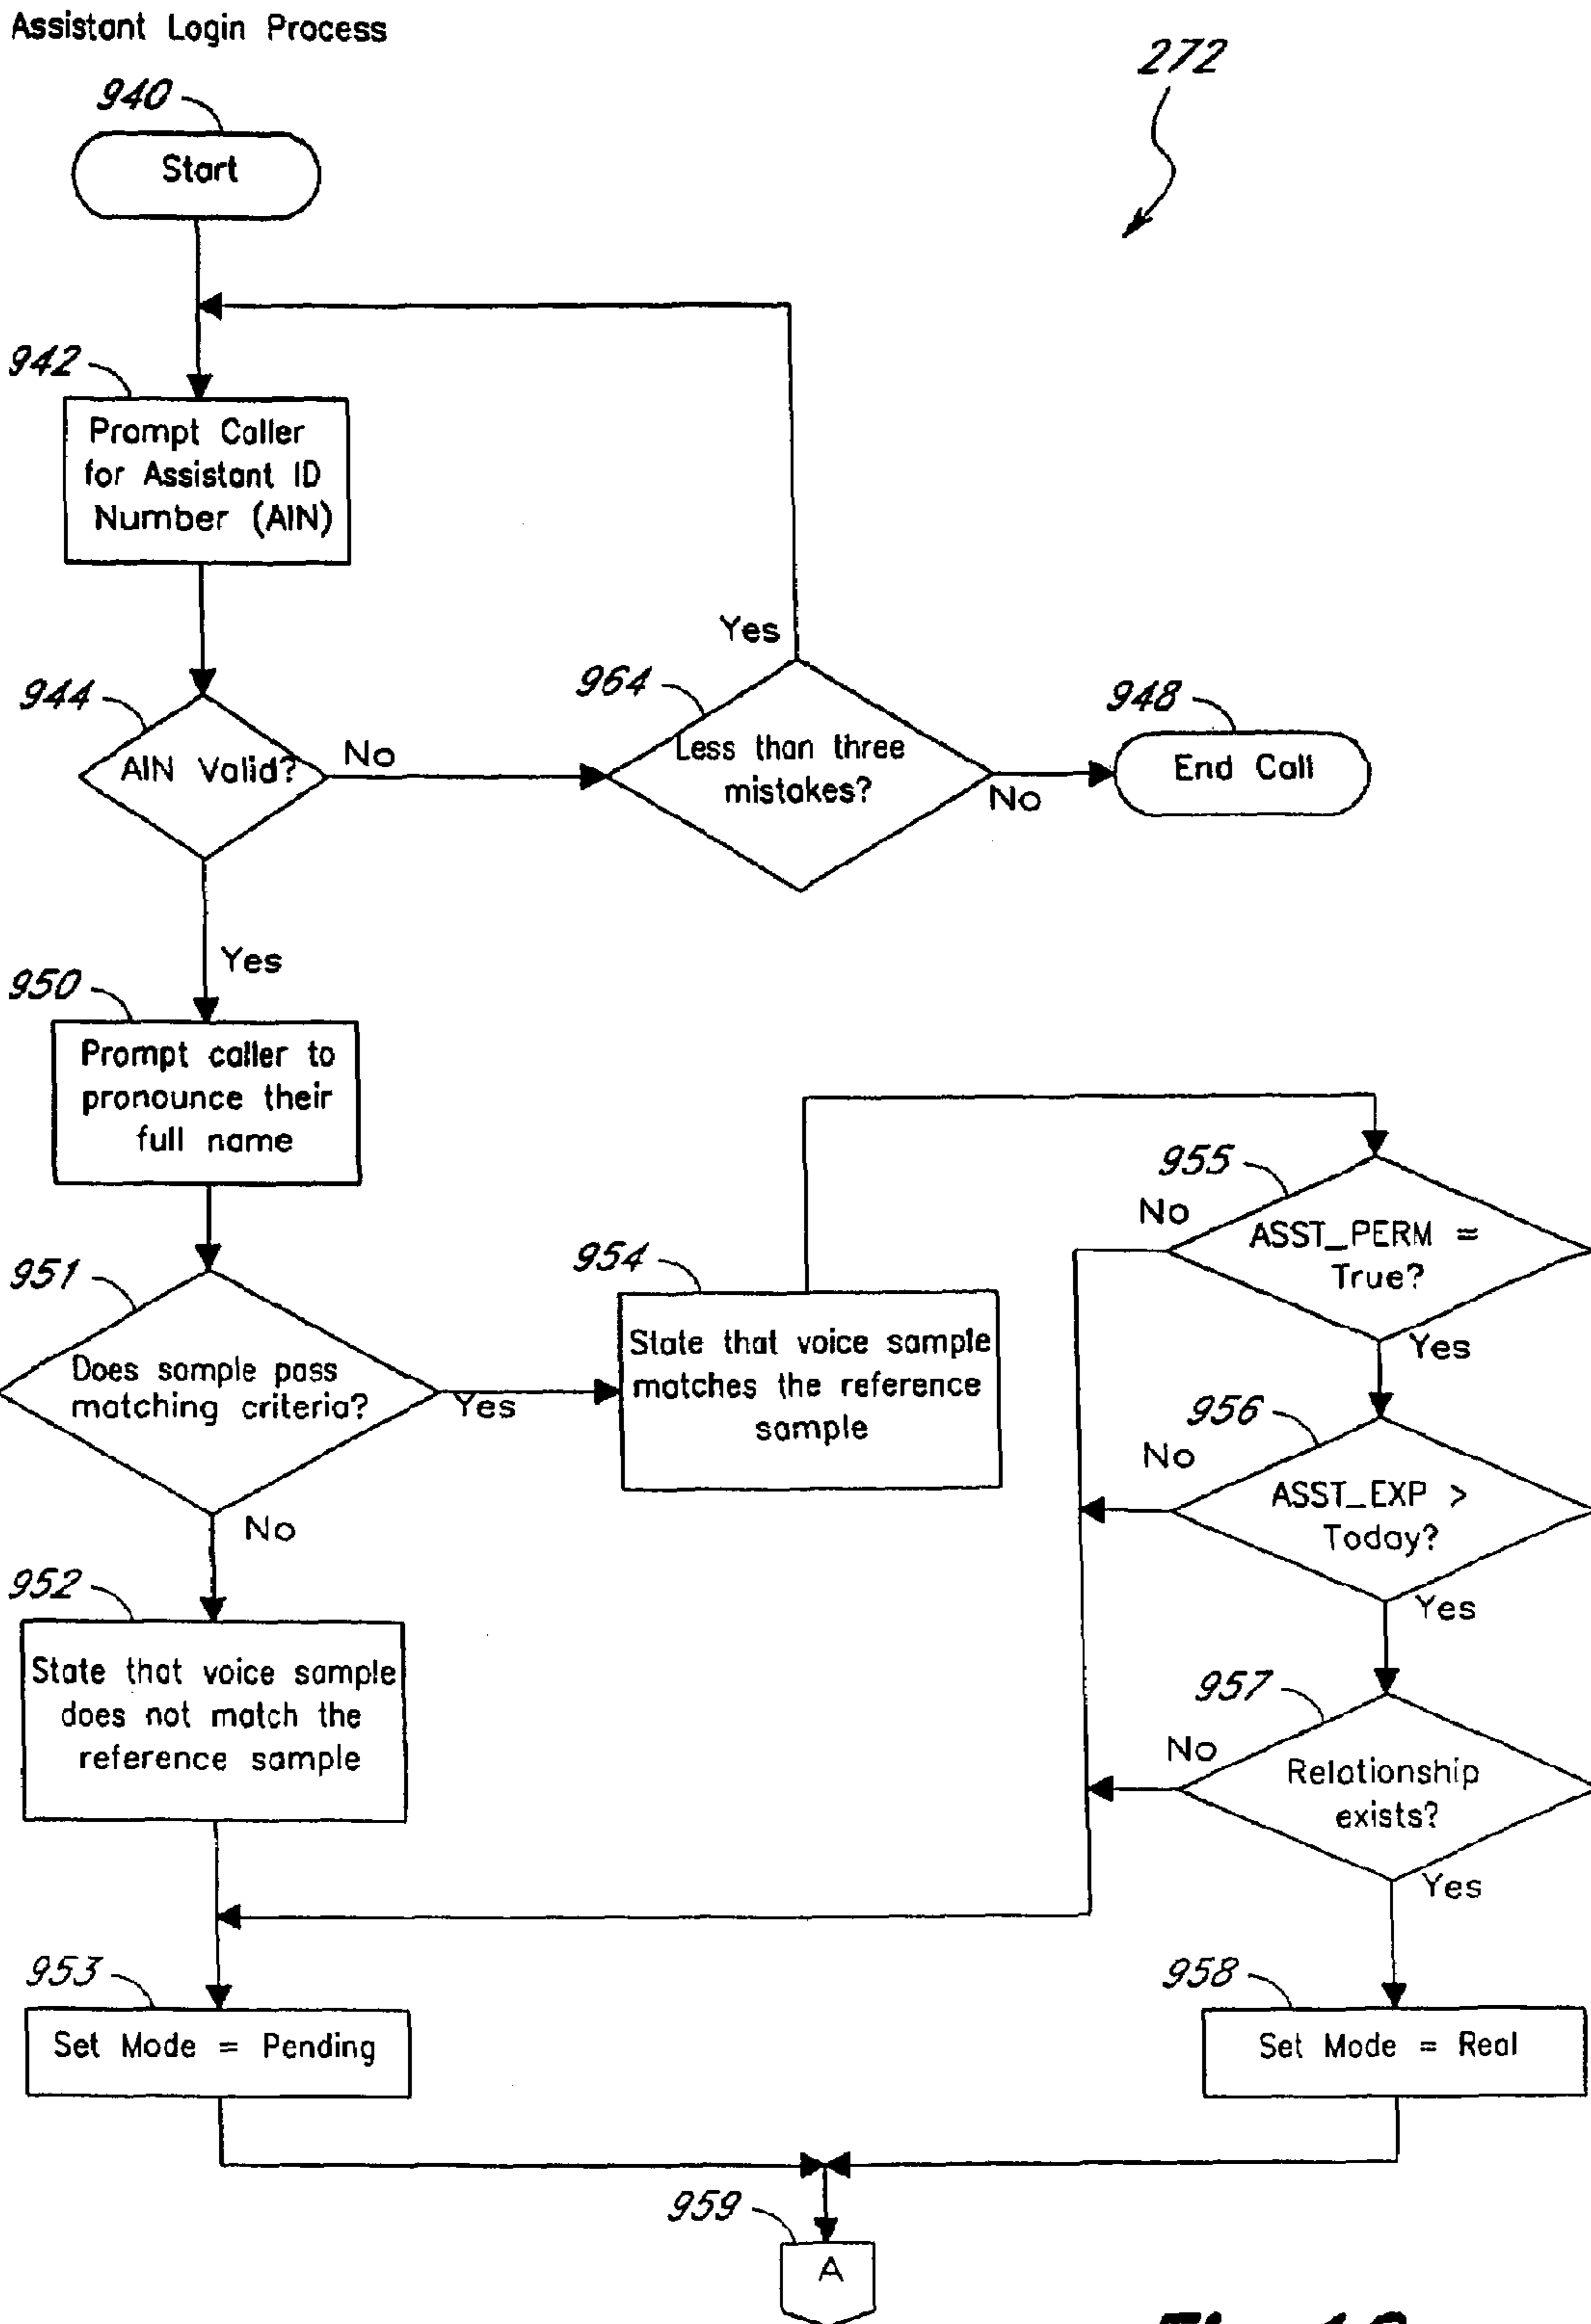 Assistant Login Process
272
940
Start
942
Prompt Caller
for Assistant ID
Number (AIN)
Yes
944
AIN Valid?
No
964
Less than three
mistakes?
No
948
End Call
Yes
950
Prompt caller to
pronounce their
full name
951
Does sample pass
matching criteria?
Yes
954
State that voice sample
matches the reference
sample
955
No
ASST_PERM =
True?
Yes
956
No
ASST_EXP >
Today?
Yes
No
952
State that voice sample
does not match the
reference sample
957
No
Relationship
exists?
Yes
953
Set Mode = Pending
958
Set Mode = Real
959
A